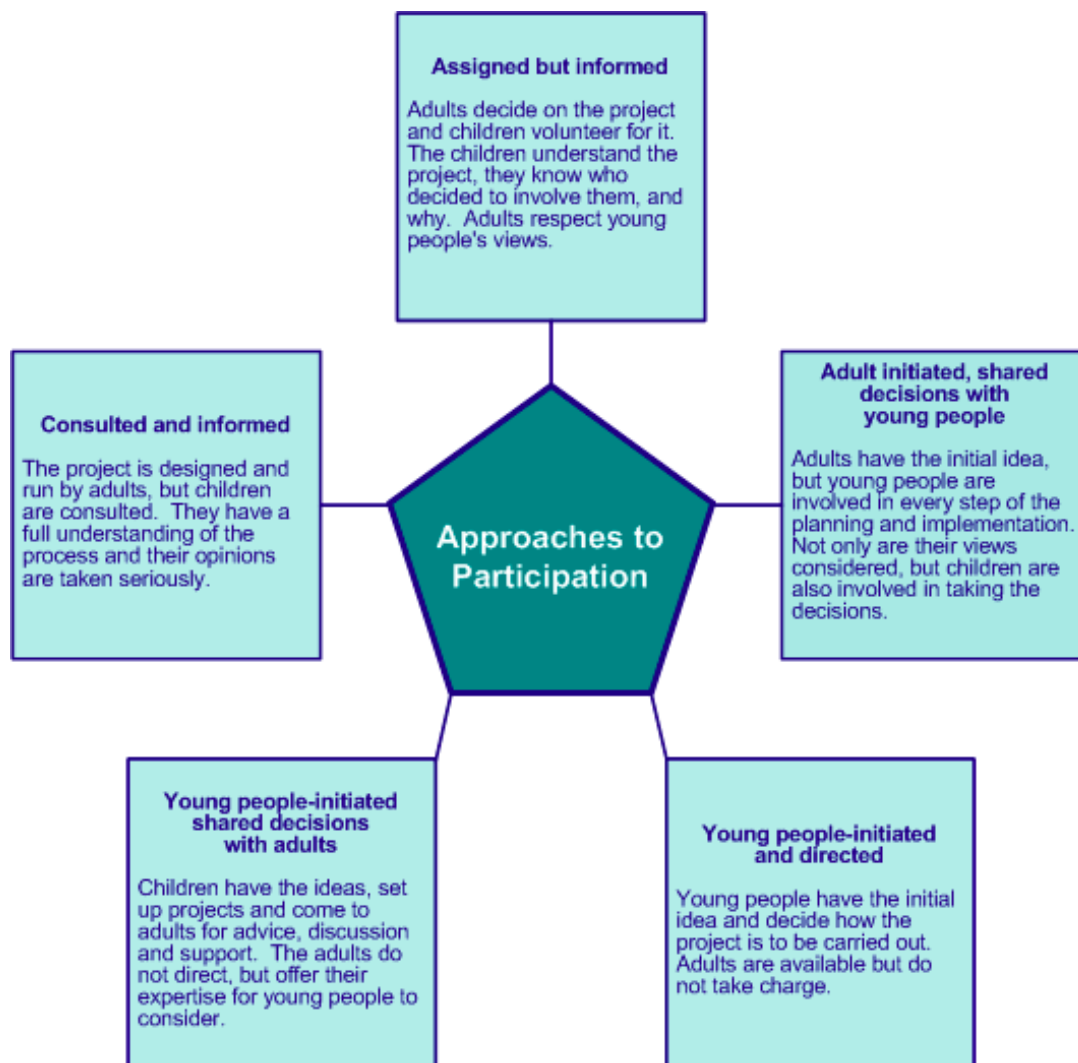 Assigned but informed
Adults decide on the project
and children volunteer for it.
The children understand the
project, they know who
decided to involve them, and
why.  Adults respect young
people's views.
Consulted and informed
The project is designed and
run by adults, but children
are consulted.  They have a
full understanding of the
process and their opinions
are taken seriously.
Approaches to
Participation
Adult initiated, shared
decisions with
young people
Adults have the initial idea,
but young people are
involved in every step of the
planning and implementation.
Not only are their views
considered, but children are
also involved in taking the
decisions.
Young people-initiated
shared decisions
with adults
Children have the ideas, set
up projects and come to
adults for advice, discussion
and support.  The adults do
not direct, but offer their
expertise for young people to
consider.
Young people-initiated
and directed
Young people have the initial
idea and decide how the
project is to be carried out.
Adults are available but do
not take charge.